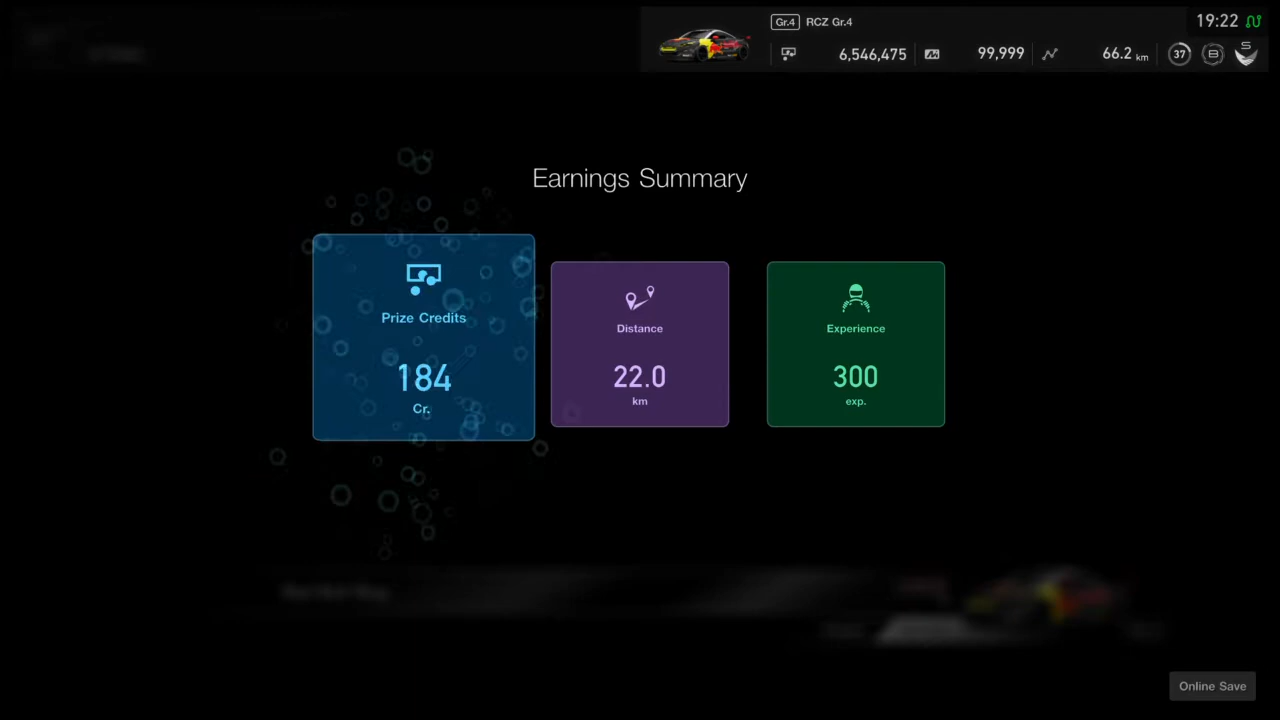 Gr.4 RCZ Gr.4
19:22
6,546,475 99,999 66.2 km 37 B S
Earnings Summary
Prize Credits
184
Cr.
Distance
22.0
km
Experience
300
exp.
Online Save